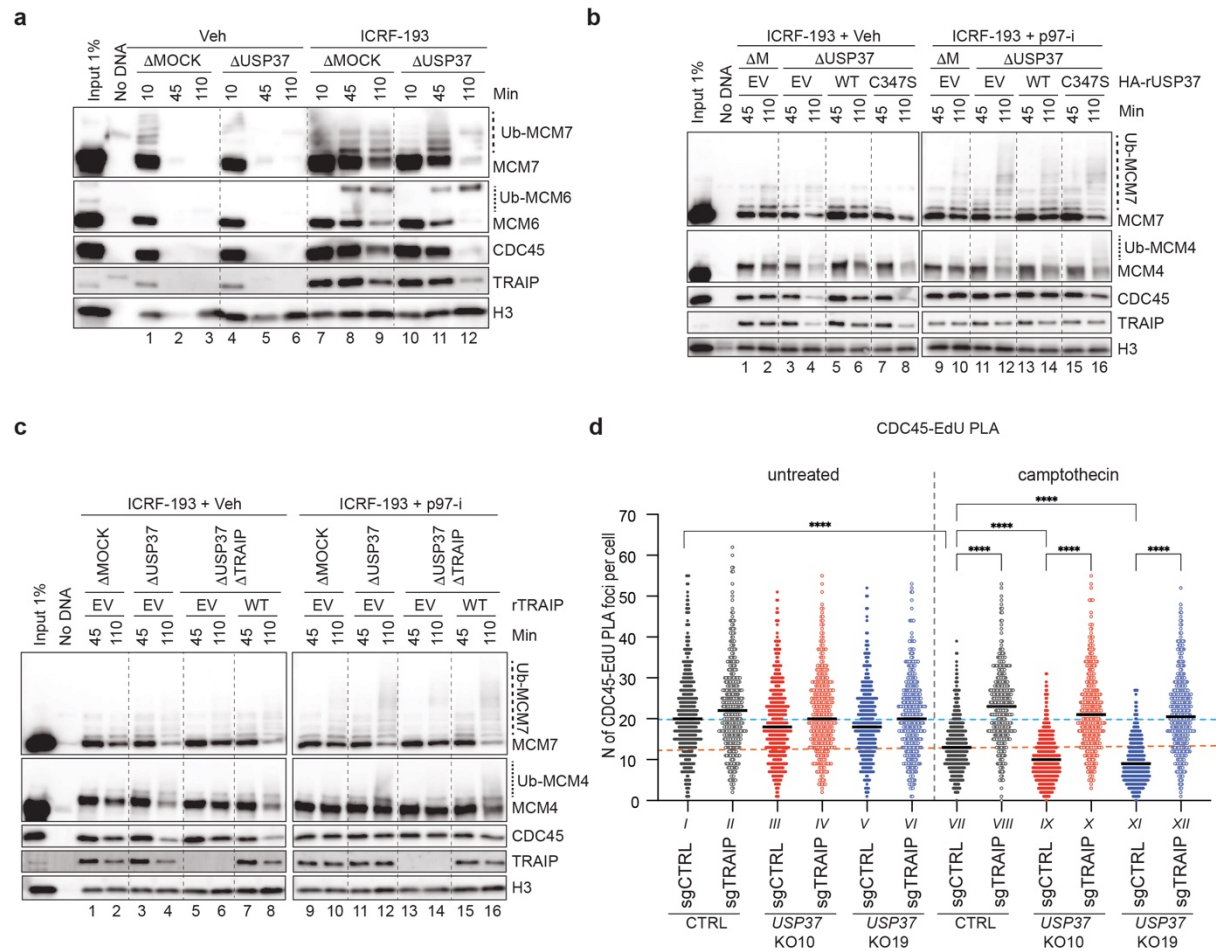 a
Veh ICRF-193
Input 1% No DNA ΔMOCK ΔUSP37 ΔMOCK ΔUSP37
10 45 110 10 45 110 10 45 110 10 45 110 Min
Ub-MCM7
MCM7
Ub-MCM6
MCM6
CDC45
TRAIP
H3
1 2 3 4 5 6 7 8 9 10 11 12
b
ICRF-193 + Veh ICRF-193 + p97-i
ΔM ΔUSP37 ΔM ΔUSP37
Input 1% No DNA EV EV WT C347S EV EV WT C347S HA-rUSP37
45 110 45 110 45 110 45 110 45 110 45 110 45 110 45 110 Min
Ub-MCM7
MCM7
Ub-MCM4
MCM4
CDC45
TRAIP
H3
1 2 3 4 5 6 7 8 9 10 11 12 13 14 15 16
c
ICRF-193 + Veh ICRF-193 + p97-i
ΔMOCK ΔUSP37 ΔUSP37 ΔTRAIP ΔMOCK ΔUSP37 ΔUSP37 ΔTRAIP
EV EV EV WT EV EV EV WT rTRAIP
Input 1% No DNA 45 110 45 110 45 110 45 110 45 110 45 110 45 110 45 110 Min
Ub-MCM7
MCM7
Ub-MCM4
MCM4
CDC45
TRAIP
H3
1 2 3 4 5 6 7 8 9 10 11 12 13 14 15 16
d
CDC45-EdU PLA
untreated camptothecin
**** **** ****
**** **** ****
N of CDC45-EdU PLA foci per cell
70
60
50
40
30
20
10
0
I II III IV V VI VII VIII IX X XI XII
sgCTRL sgTRAIP sgCTRL sgTRAIP sgCTRL sgTRAIP sgCTRL sgTRAIP sgCTRL sgTRAIP sgCTRL sgTRAIP
CTRL USP37 USP37 CTRL USP37 USP37
KO10 KO19 KO10 KO19